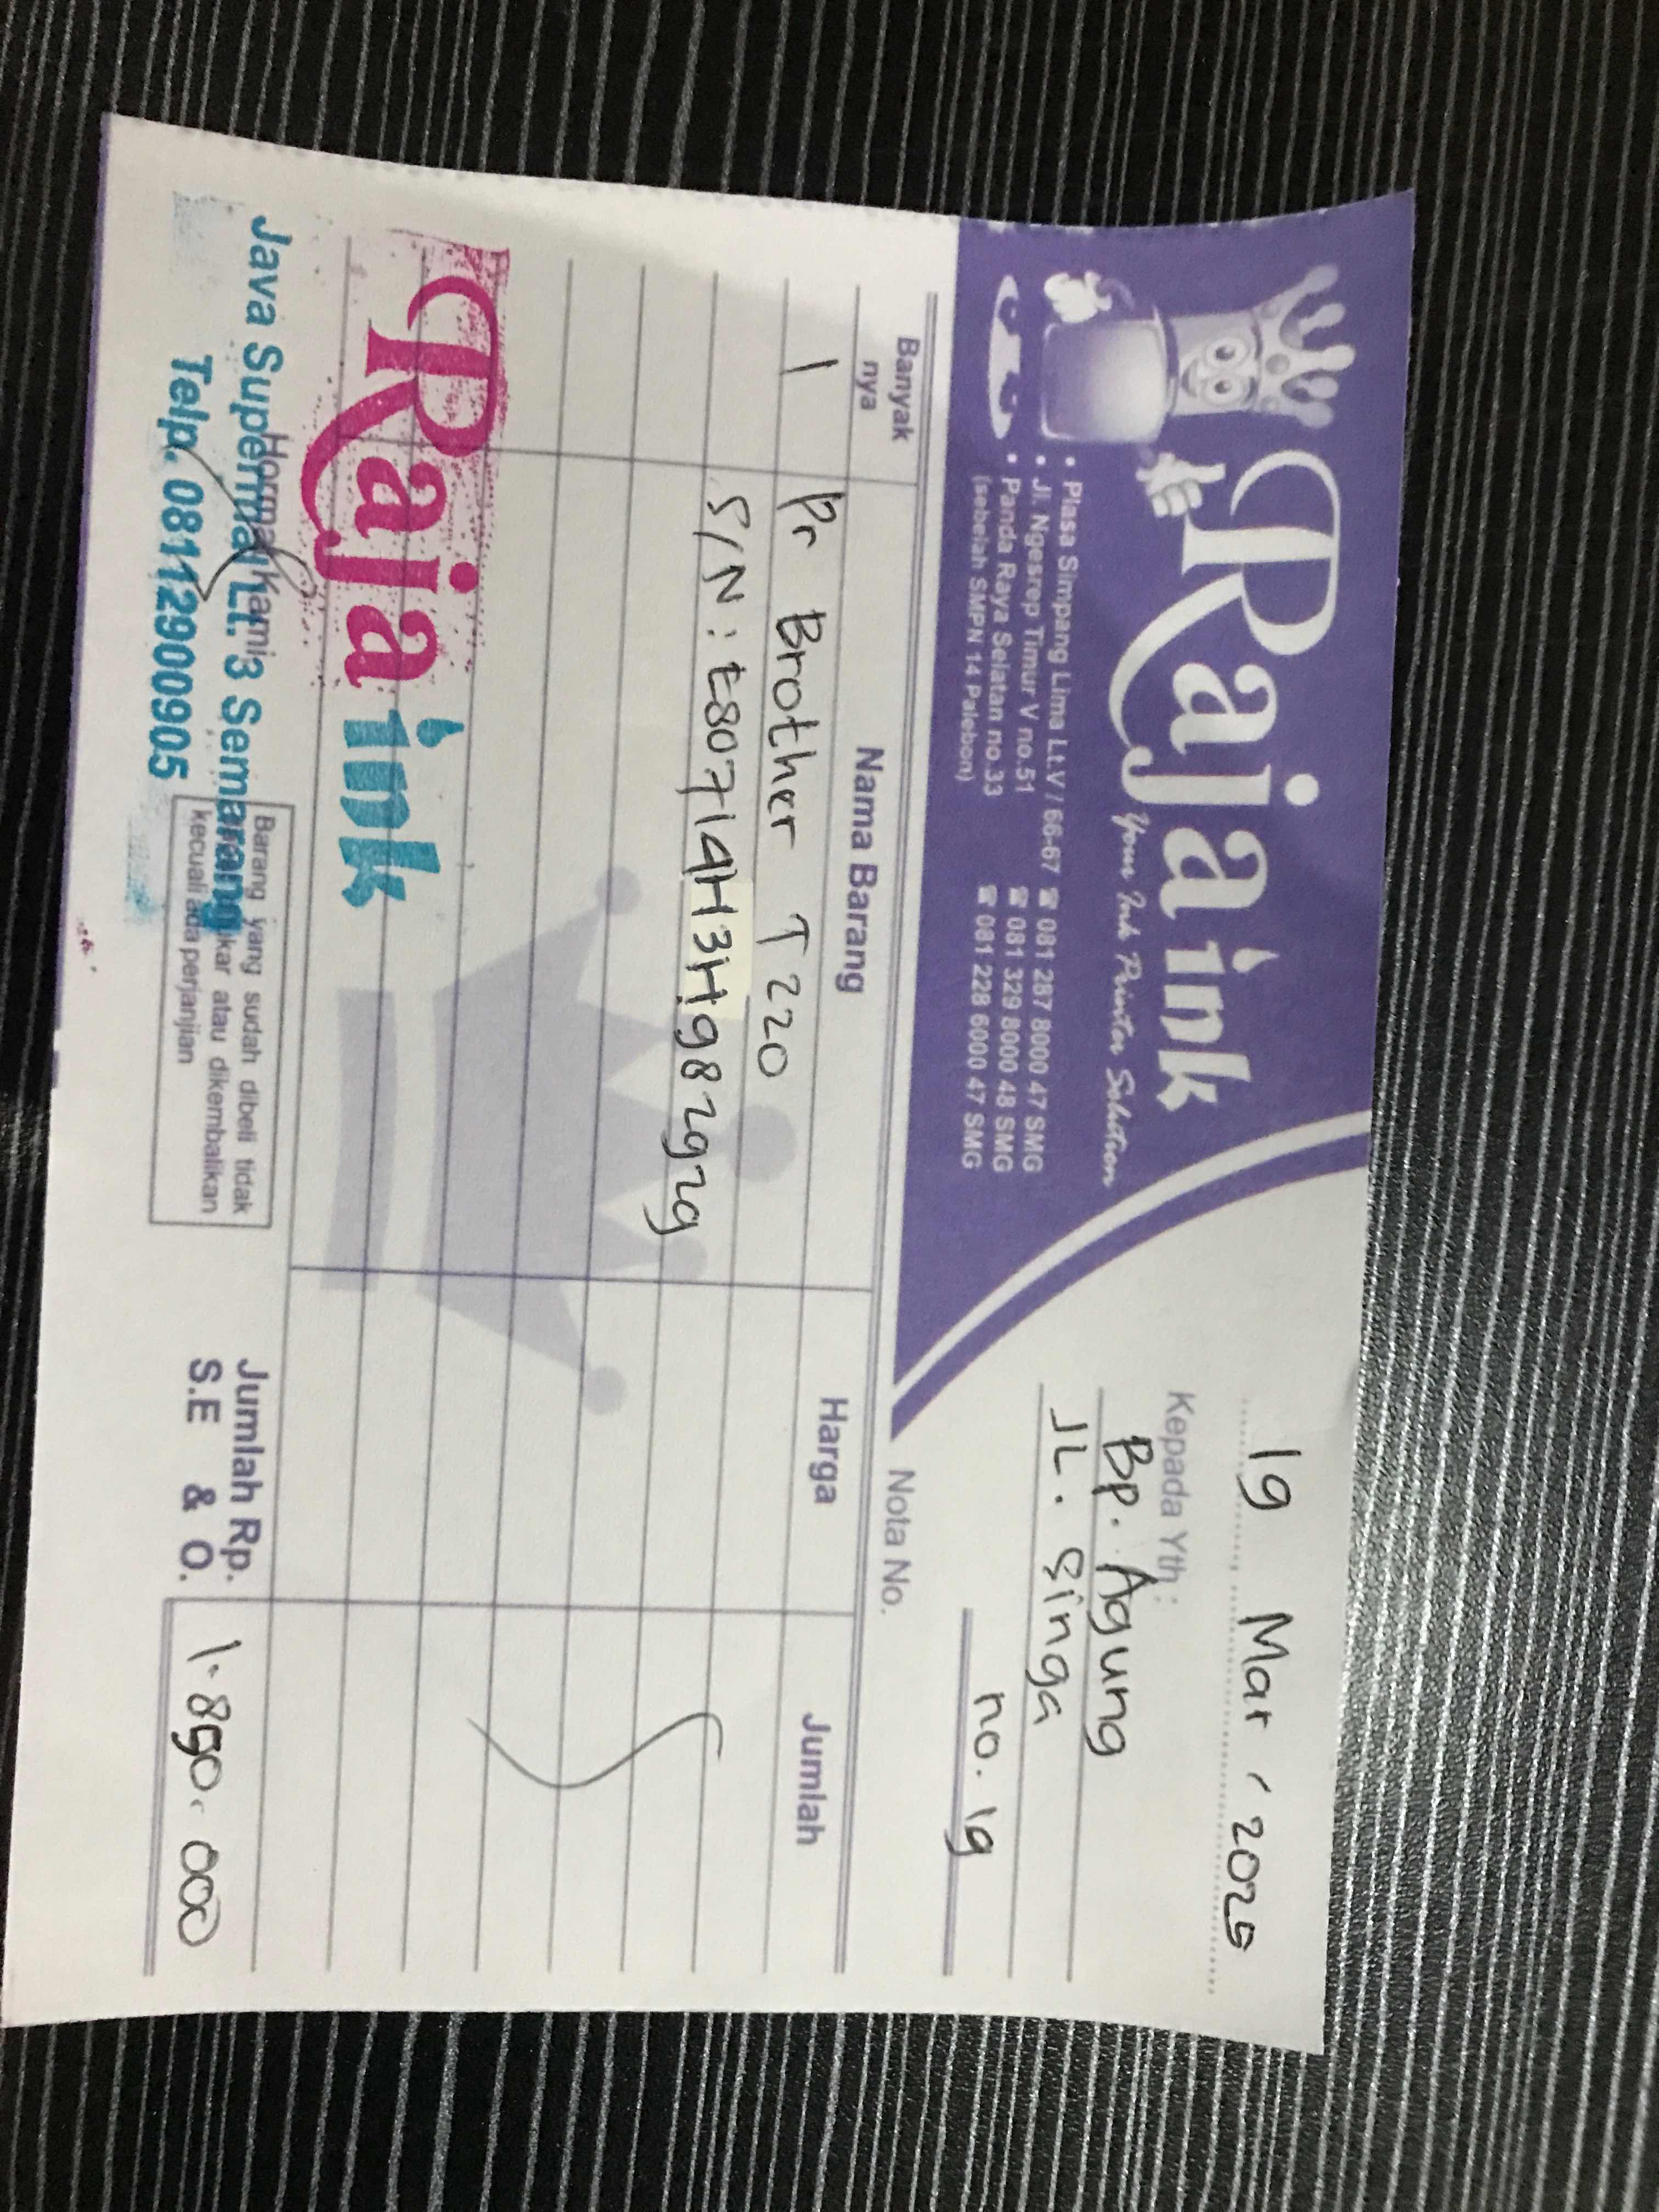 Raja ink
Your Ink Printer Solution
• Plasa Simpang Lima Lt.V / 66-67 ☎ 081 287 8000 47 SMG
• Jl. Ngesrep Timur V no.51 ☎ 081 329 8000 48 SMG
• Panda Raya Selatan no.33 ☎ 081 228 6000 47 SMG
(sebelah SMPN 14 Palebon)
19 Mar, 2025
Kepada Yth :
Bp. Agung
JL. Singa
no. 19
Nota No.
Banyak nya Nama Barang Harga Jumlah
1 Pr Brother T220
S/N : E80714H3H982929
Raja ink
Java Supermal Lt. 3 Semarang
Telp. 08112900905
Hormat Kami
Barang yang sudah dibeli tidak
ukar atau dikembalikan
kecuali ada perjanjian
Jumlah Rp. 1.850.000
S.E & O.